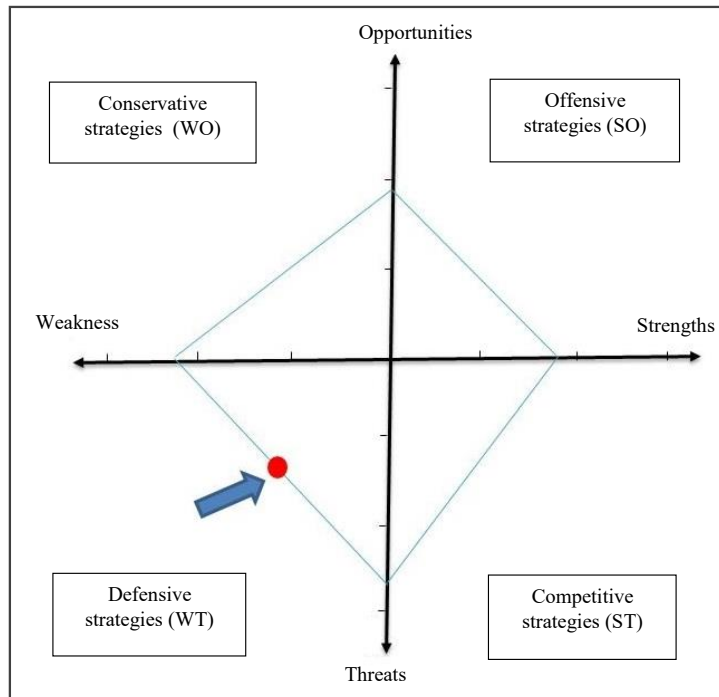 Opportunities
Conservative
strategies (WO)
Offensive
strategies (SO)
Weakness
Strengths
Defensive
strategies (WT)
Competitive
strategies (ST)
Threats